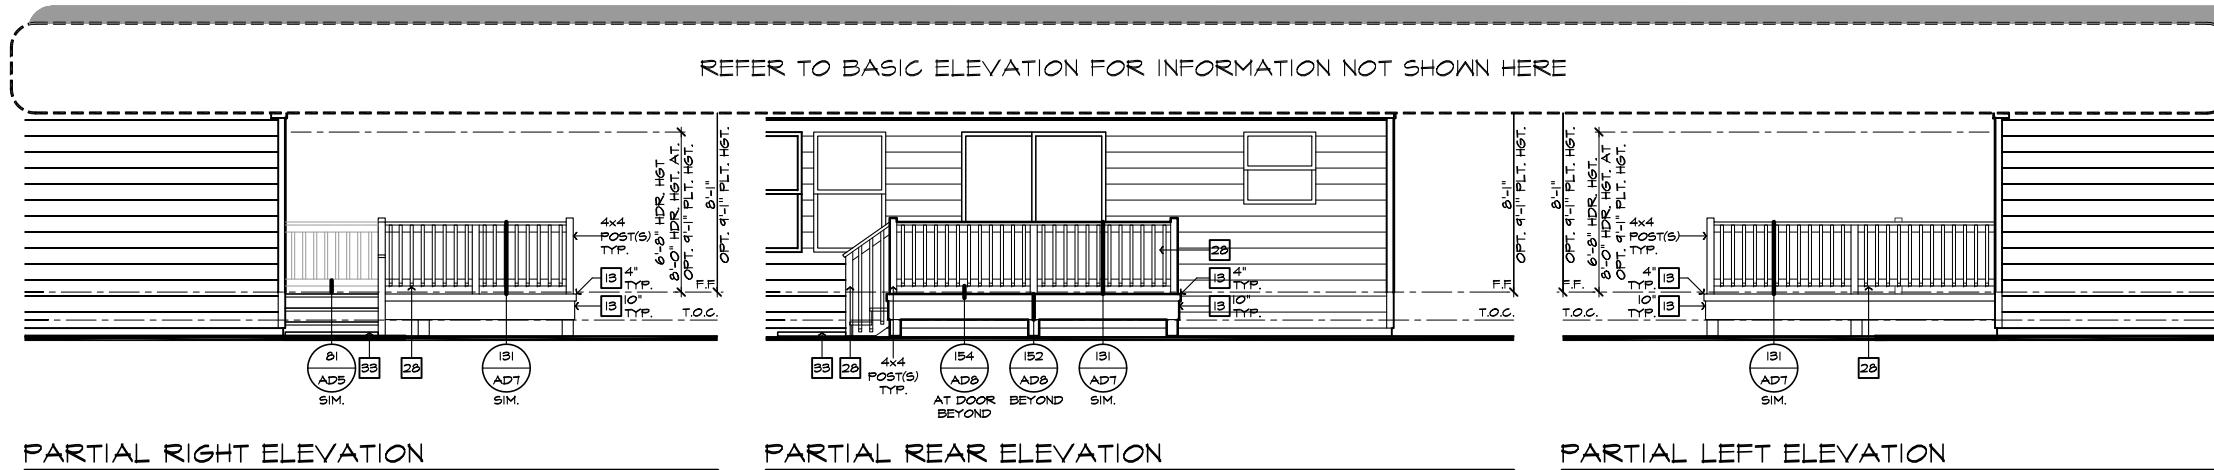 REFER TO BASIC ELEVATION FOR INFORMATION NOT SHOWN HERE
4x4
POST(S)
TYP.
13 4"
TYP.
13 10"
TYP.
6'-8" HDR. HGT
8'-0" HDR. HGT. AT.
OPT. 9'-1" PLT. HGT.
8'-1"
OPT. 9'-1" PLT. HGT.
F.F.
T.O.C.
81
AD5
SIM.
33
28
131
AD7
SIM.
PARTIAL RIGHT ELEVATION
28
13 4"
TYP.
13 10"
TYP.
8'-1"
OPT. 9'-1" PLT. HGT.
F.F.
T.O.C.
33
28
4x4
POST(S)
TYP.
154
AD8
AT DOOR
BEYOND
152
AD8
BEYOND
131
AD7
SIM.
PARTIAL REAR ELEVATION
8'-1"
OPT. 9'-1" PLT. HGT.
6'-8" HDR. HGT.
8'-0" HDR. HGT. AT
OPT. 9'-1" PLT. HGT.
4x4
POST(S)
TYP.
4" 13
TYP.
10" 13
TYP.
F.F.
T.O.C.
131
AD7
SIM.
28
PARTIAL LEFT ELEVATION